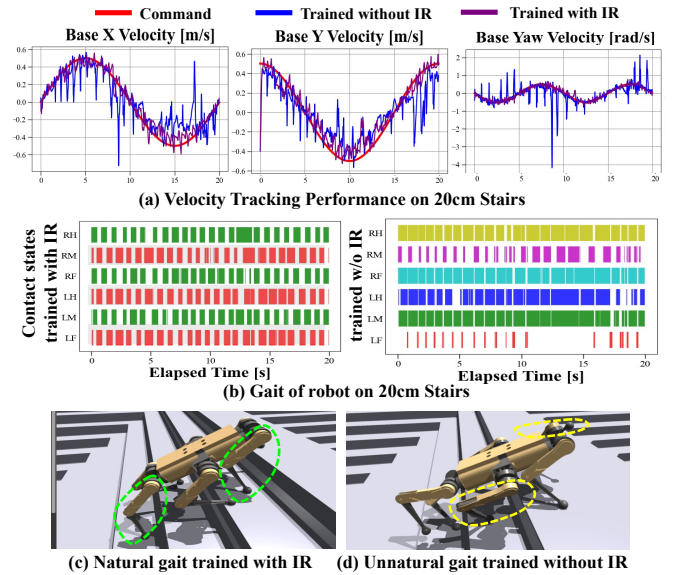 Command Trained without IR Trained with IR
Base X Velocity [m/s] Base Y Velocity [m/s] Base Yaw Velocity [rad/s]
0.6
0.4
0.2
0.0
-0.2
-0.4
-0.6
0 5 10 15 20
0.6
0.4
0.2
0.0
-0.2
-0.4
-0.6
0 5 10 15 20
2
1
0
-1
-2
-3
-4
0 5 10 15 20
(a) Velocity Tracking Performance on 20cm Stairs
Contact states
trained with IR
RH
RM
RF
LH
LM
LF
0 5 10 15 20
Elapsed Time [s]
trained w/o IR
RH
RM
RF
LH
LM
LF
0 5 10 15 20
Elapsed Time [s]
(b) Gait of robot on 20cm Stairs
(c) Natural gait trained with IR (d) Unnatural gait trained without IR